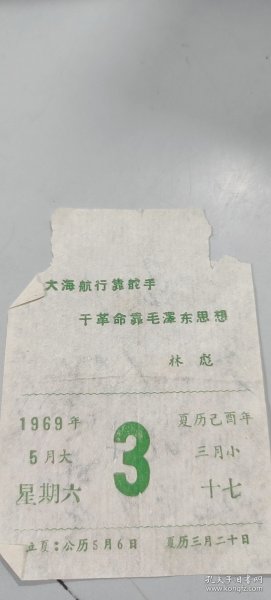 大海航行靠舵手
干革命靠毛澤东思想
林彪
1969年
5月大
星期六
3
夏历己酉年
三月小
十七
立夏：公历5月6日 夏历三月二十日
孔夫子旧书网